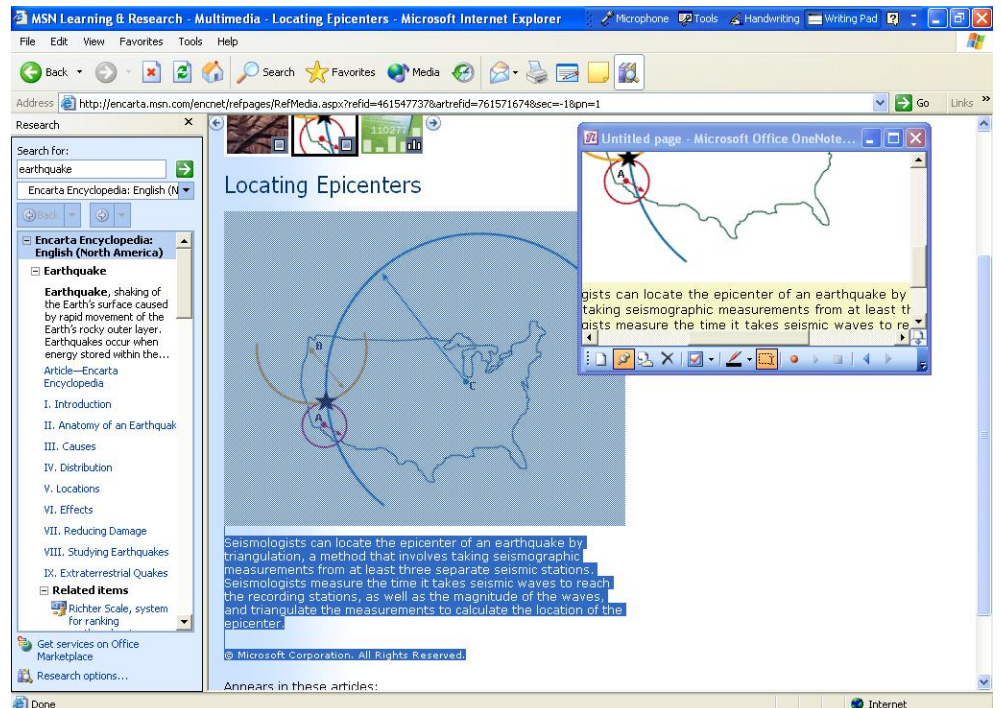 MSN Learning & Research - Multimedia - Locating Epicenters - Microsoft Internet Explorer
Microphone Tools Handwriting Writing Pad
File Edit View Favorites Tools Help
Back Search Favorites Media
Address http://encarta.msn.com/encnet/refpages/RefMedia.aspx?refid=461547737&artrefid=761571674&sec=-1&pn=1 Go Links
Research
Search for:
earthquake
Encarta Encyclopedia: English (N
Back
Encarta Encyclopedia:
English (North America)
Earthquake
Earthquake, shaking of
the Earth's surface caused
by rapid movement of the
Earth's rocky outer layer.
Earthquakes occur when
energy stored within the...
Article—Encarta
Encyclopedia
I. Introduction
II. Anatomy of an Earthquak
III. Causes
IV. Distribution
V. Locations
VI. Effects
VII. Reducing Damage
VIII. Studying Earthquakes
IX. Extraterrestrial Quakes
Related items
Richter Scale, system
for ranking
Get services on Office
Marketplace
Research options...
110277
Locating Epicenters
B
C
A
Seismologists can locate the epicenter of an earthquake by
triangulation, a method that involves taking seismographic
measurements from at least three separate seismic stations.
Seismologists measure the time it takes seismic waves to reach
the recording stations, as well as the magnitude of the waves,
and triangulate the measurements to calculate the location of the
epicenter.
© Microsoft Corporation. All Rights Reserved.
Appears in these articles:
Untitled page - Microsoft Office OneNote...
A
gists can locate the epicenter of an earthquake by
taking seismographic measurements from at least th
gists measure the time it takes seismic waves to re
Done Internet